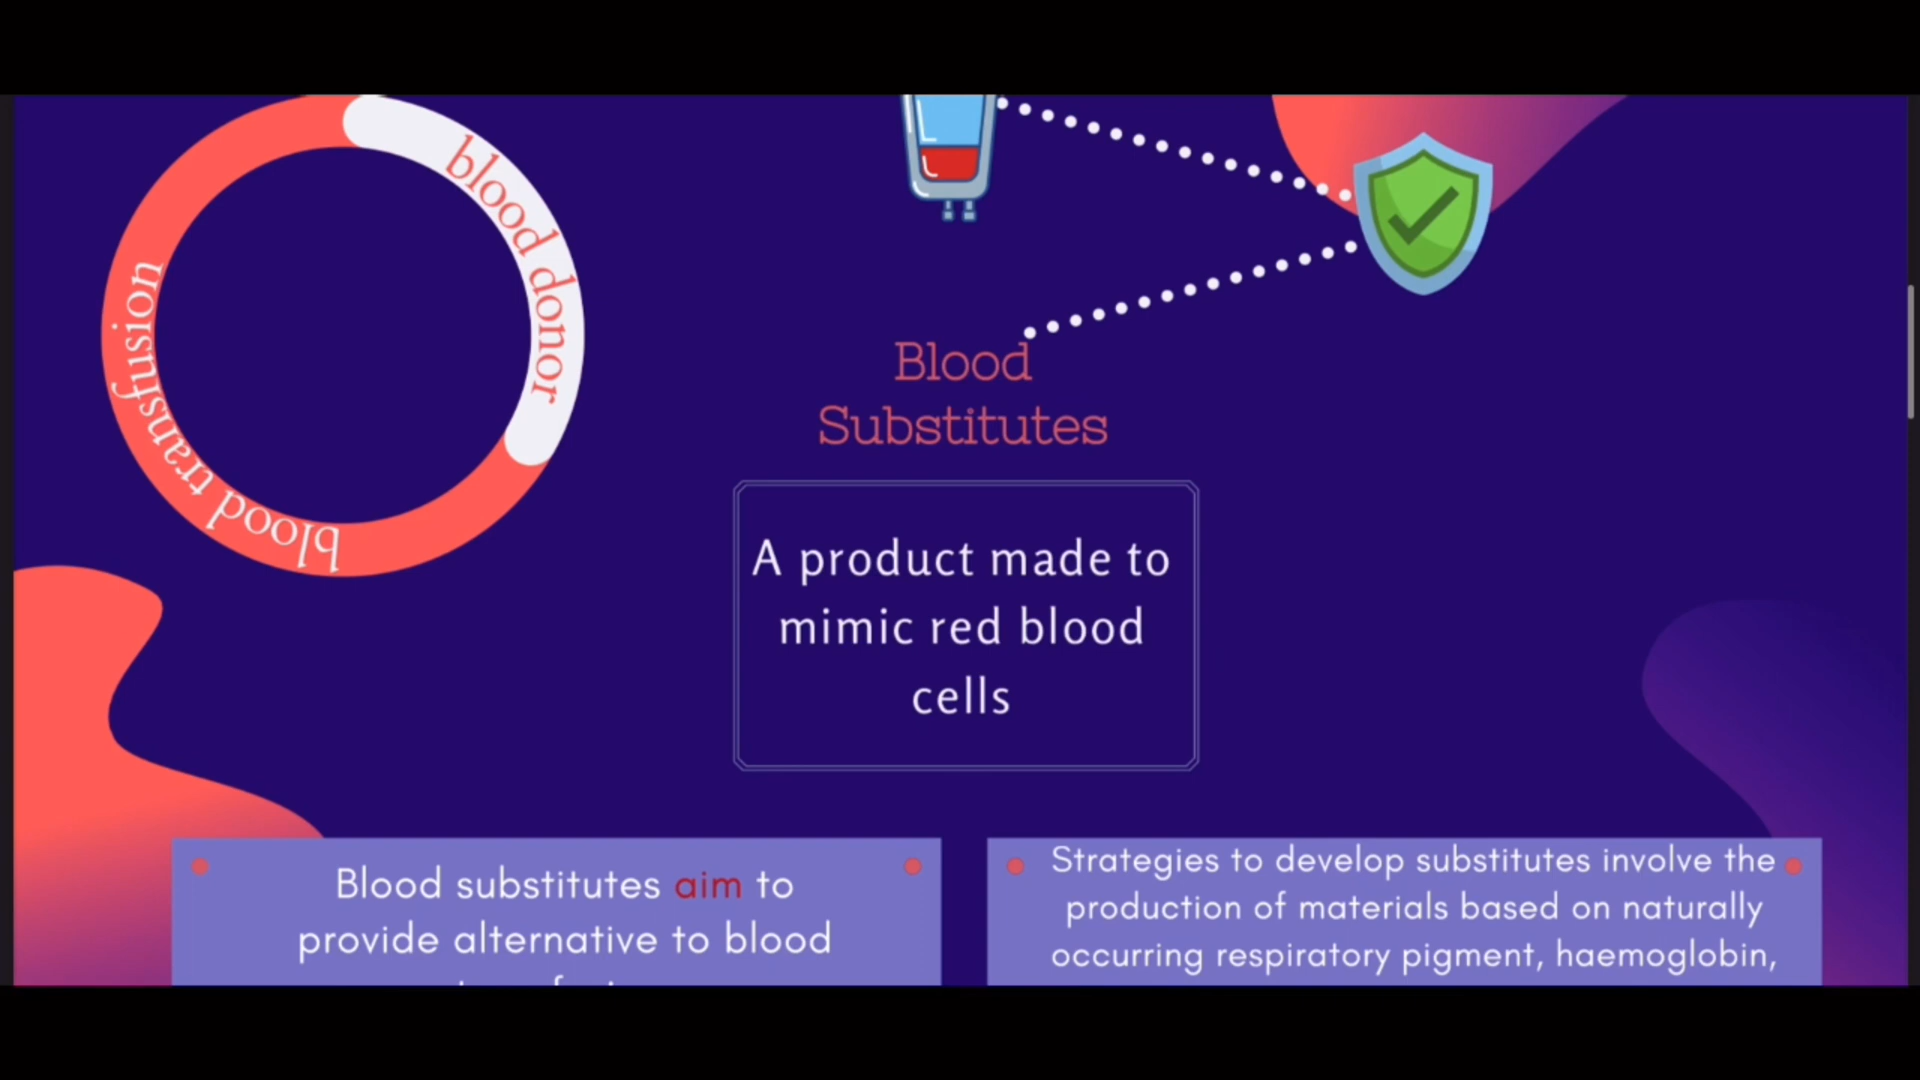 blood donor
blood transfusion
Blood
Substitutes
A product made to
mimic red blood
cells
Blood substitutes aim to
provide alternative to blood
Strategies to develop substitutes involve the
production of materials based on naturally
occurring respiratory pigment, haemoglobin,